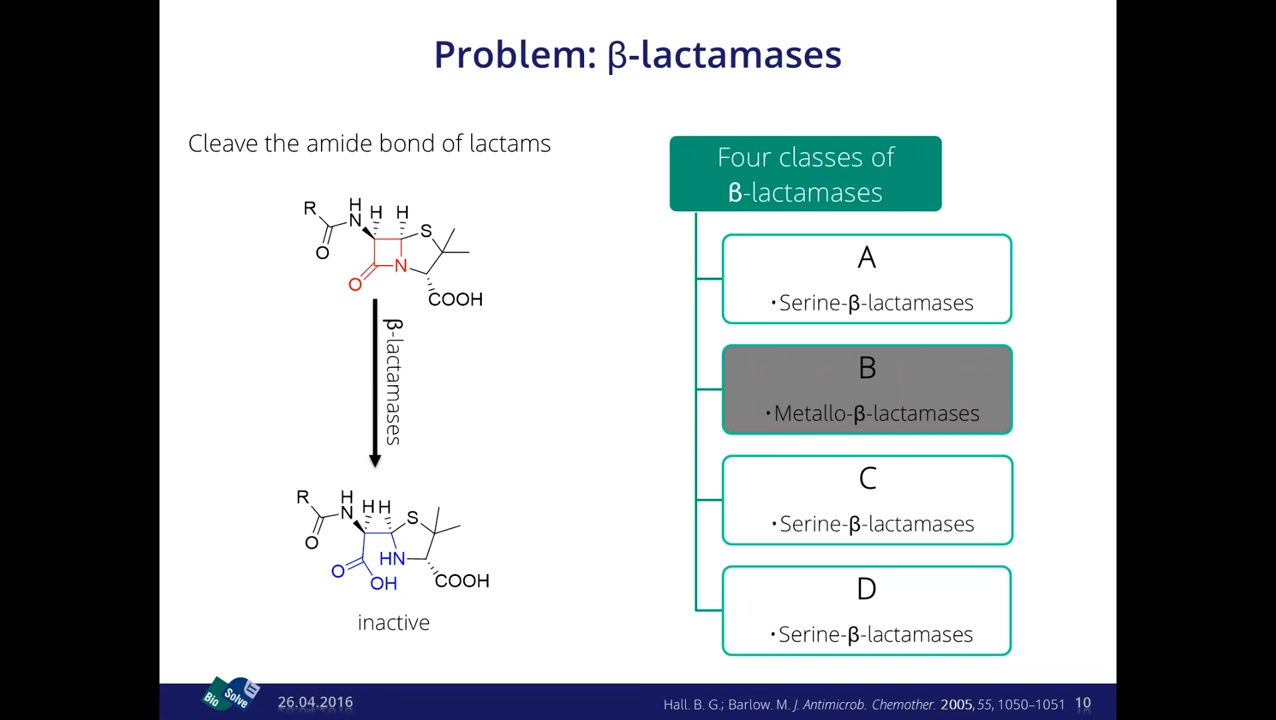 Problem: β-lactamases
Cleave the amide bond of lactams
R
H
N
H
H
S
O
N
O
COOH
β-lactamases
R
H
N
H
H
S
O
HN
O
OH
COOH
inactive
Four classes of
β-lactamases
A
•Serine-β-lactamases
B
•Metallo-β-lactamases
C
•Serine-β-lactamases
D
•Serine-β-lactamases
Bio
Solve
26.04.2016
Hall. B. G.; Barlow. M. J. Antimicrob. Chemother. 2005, 55, 1050–1051
10